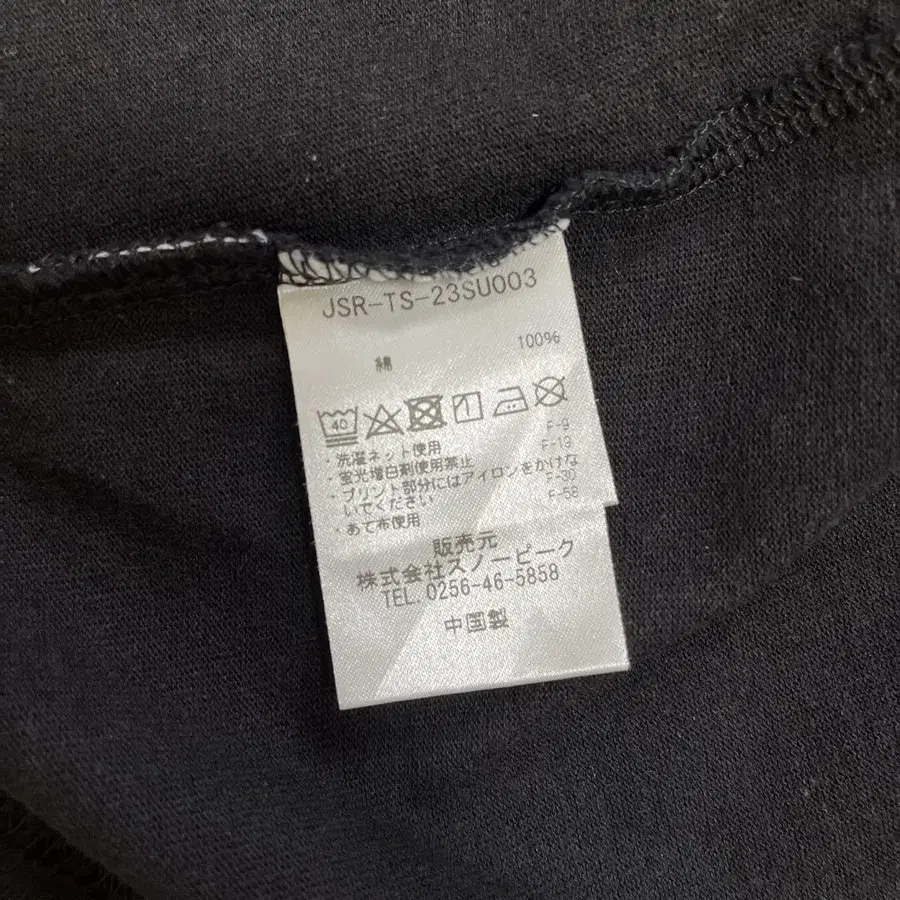 JSR-TS-23SU003
綿 100%
40
・洗濯ネット使用 F-9
・蛍光増白剤使用禁止 F-19
・プリント部分にはアイロンをかけな F-30
いでください F-58
・あて布使用
販売元
株式会社スノーピーク
TEL.0256-46-5858
中国製